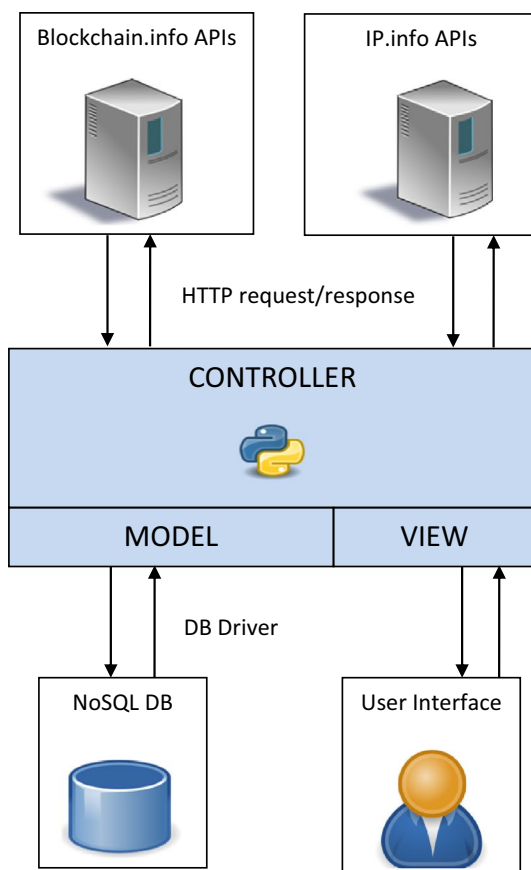 Blockchain.info APIs
IP.info APIs
HTTP request/response
CONTROLLER
MODEL
VIEW
DB Driver
NoSQL DB
User Interface